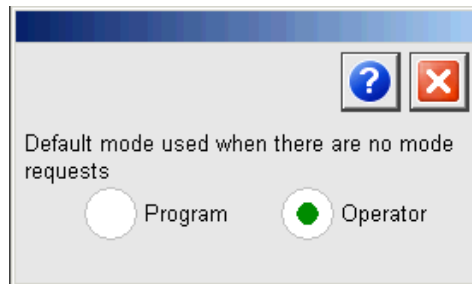 Default mode used when there are no mode
requests
Program Operator